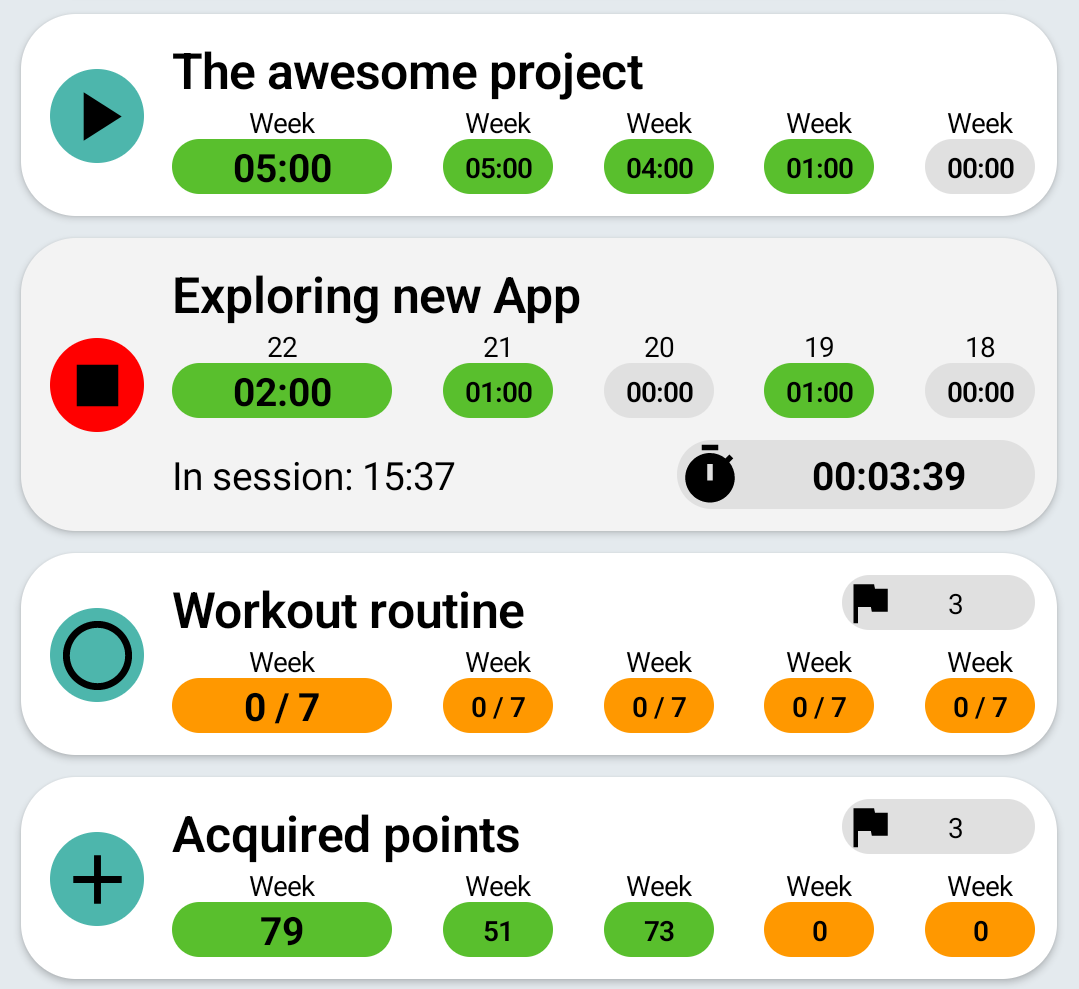 The awesome project
Week Week Week Week Week
05:00 05:00 04:00 01:00 00:00
Exploring new App
22 21 20 19 18
02:00 01:00 00:00 01:00 00:00
In session: 15:37 00:03:39
Workout routine 3
Week Week Week Week Week
0 / 7 0 / 7 0 / 7 0 / 7 0 / 7
Acquired points 3
Week Week Week Week Week
79 51 73 0 0